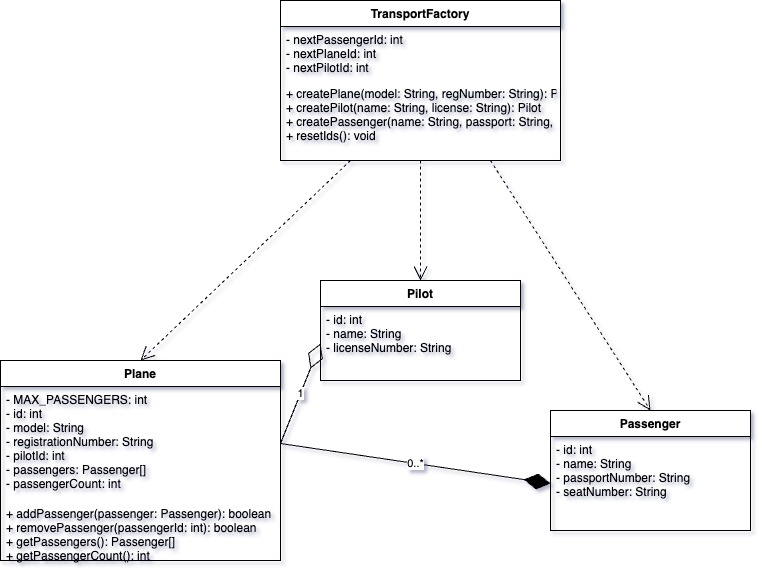 TransportFactory
- nextPassengerId: int
- nextPlaneId: int
- nextPilotId: int
+ createPlane(model: String, regNumber: String): P
+ createPilot(name: String, license: String): Pilot
+ createPassenger(name: String, passport: String,
+ resetIds(): void
Pilot
- id: int
- name: String
- licenseNumber: String
1
Plane
- MAX_PASSENGERS: int
- id: int
- model: String
- registrationNumber: String
- pilotId: int
- passengers: Passenger[]
- passengerCount: int
+ addPassenger(passenger: Passenger): boolean
+ removePassenger(passengerId: int): boolean
+ getPassengers(): Passenger[]
+ getPassengerCount(): int
0..*
Passenger
- id: int
- name: String
- passportNumber: String
- seatNumber: String